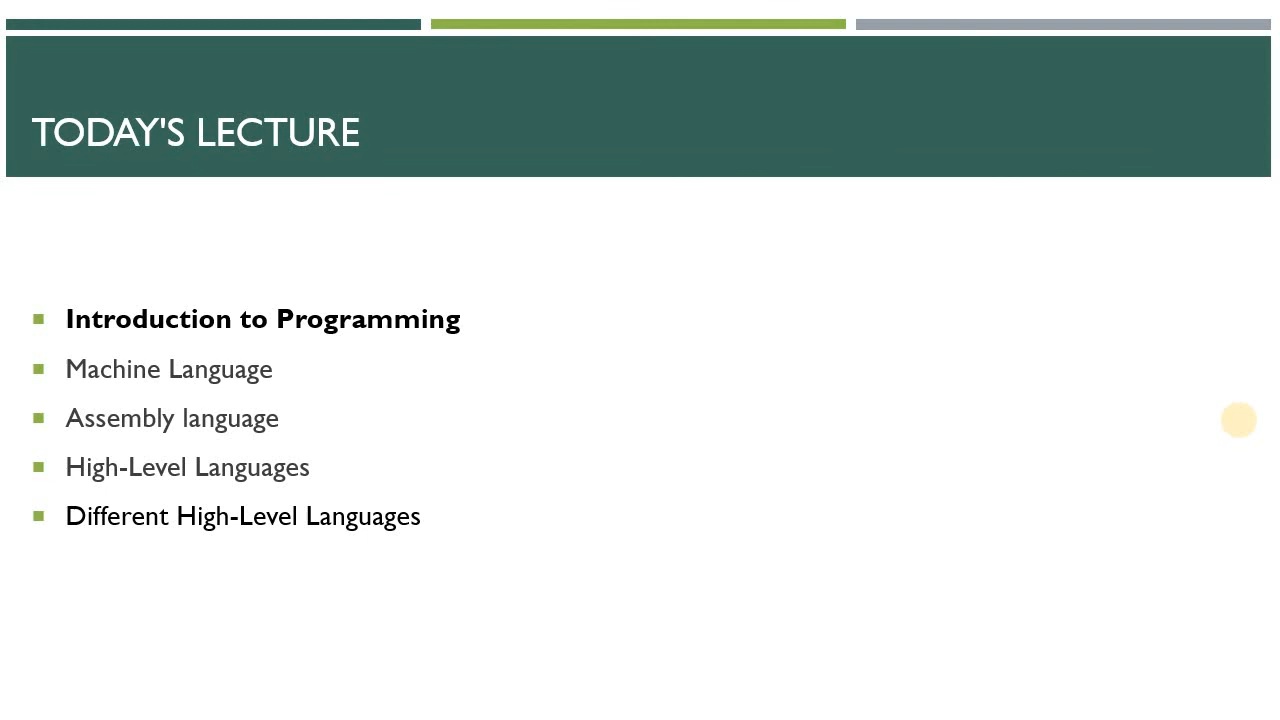 TODAY'S LECTURE
Introduction to Programming
Machine Language
Assembly language
High-Level Languages
Different High-Level Languages